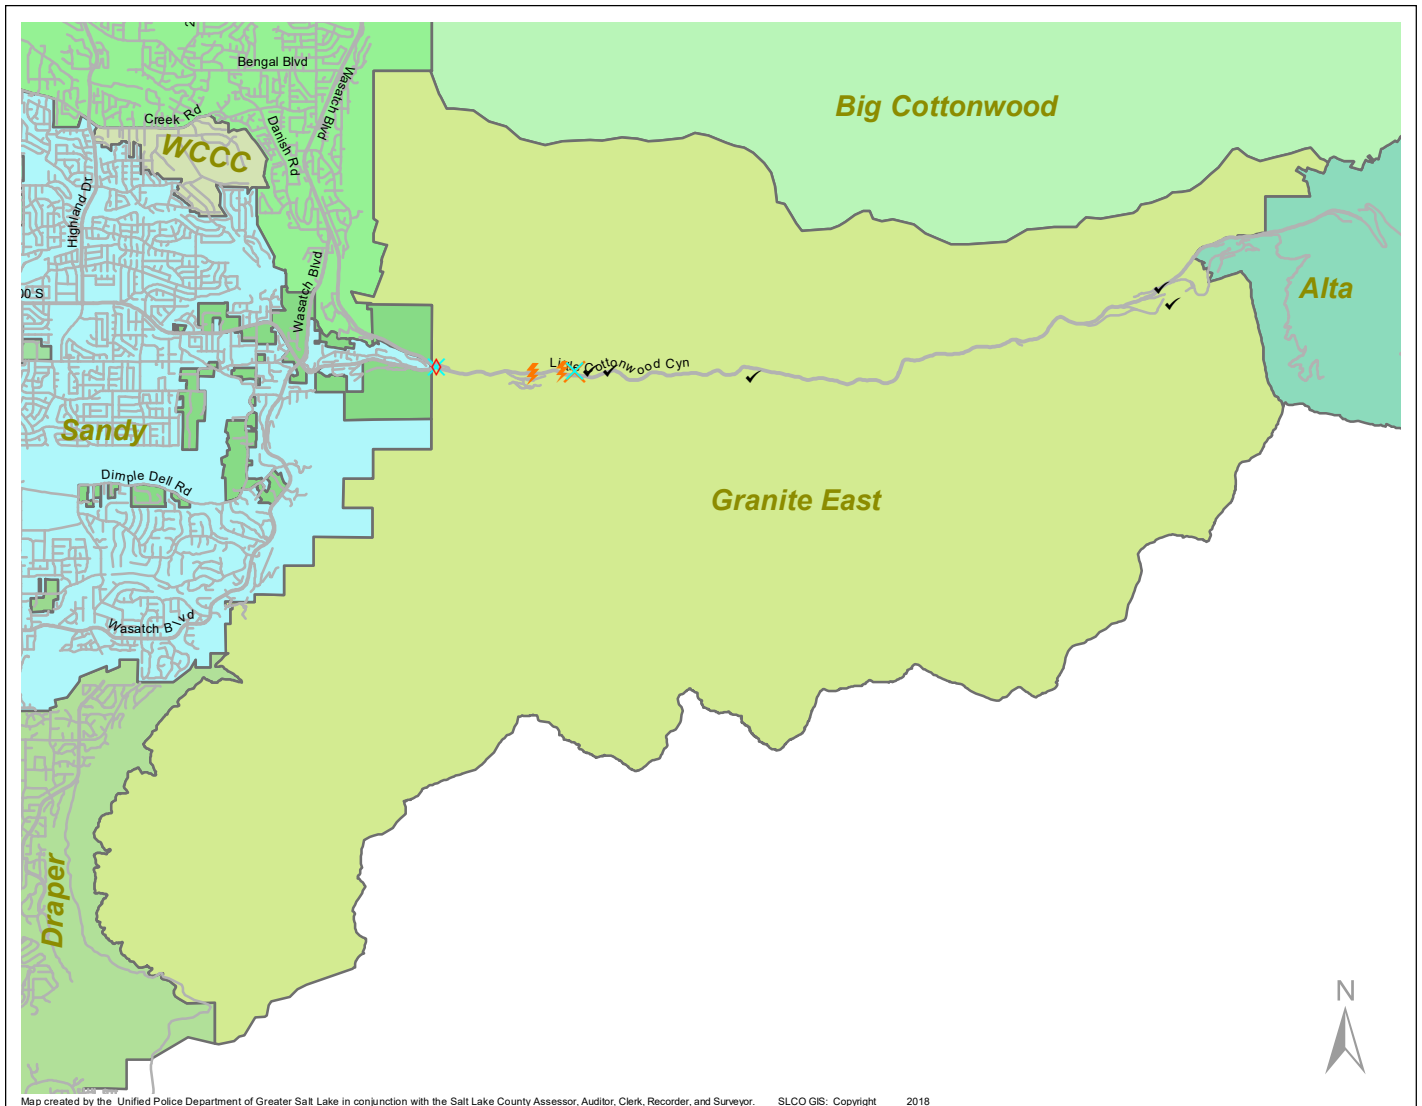 Bengal Blvd
Wasatch Blvd
Big Cottonwood
Creek Rd
Danish Rd
WCCC
Highland Dr
Wasatch Blvd
Alta
00 S
Little Cottonwood Cyn
Sandy
Dimple Dell Rd
Granite East
Wasatch Blvd
Draper
N
Map created by the Unified Police Department of Greater Salt Lake in conjunction with the Salt Lake County Assessor, Auditor, Clerk, Recorder, and Surveyor. SLCO GIS: Copyright 2018